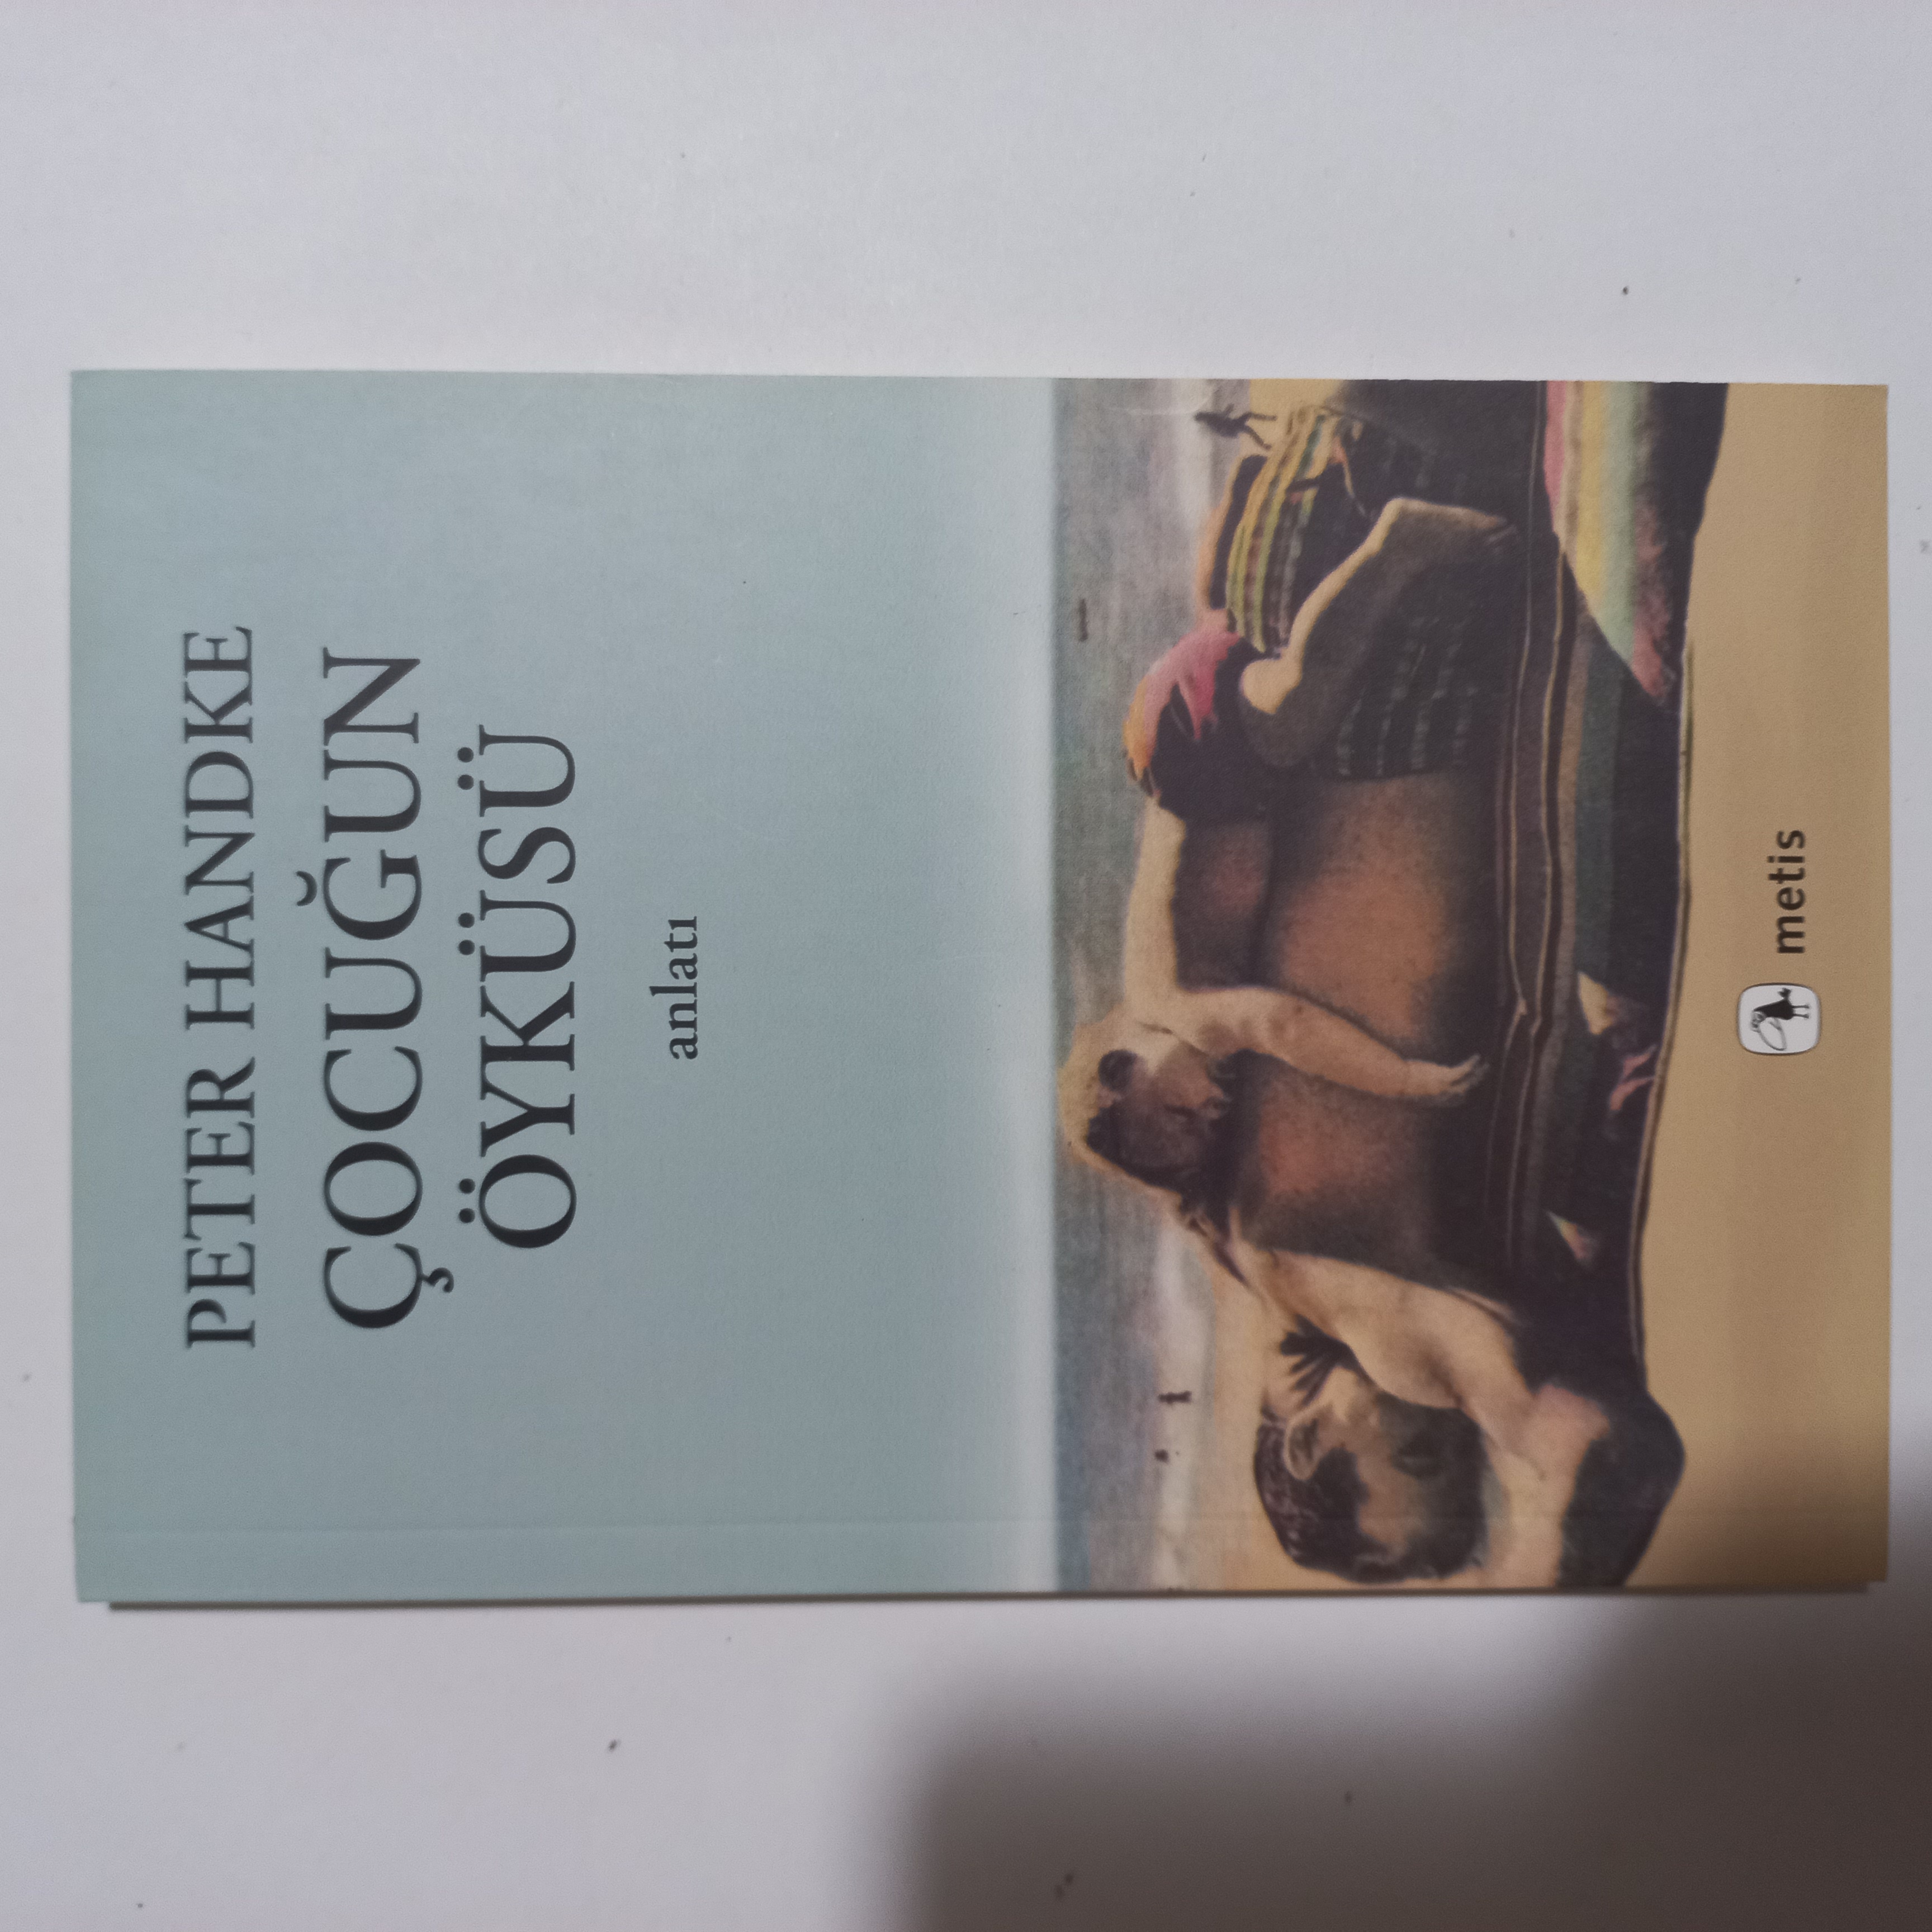 PETER HANDKE
ÇOCUĞUN
ÖYKÜSÜ
anlatı
metis